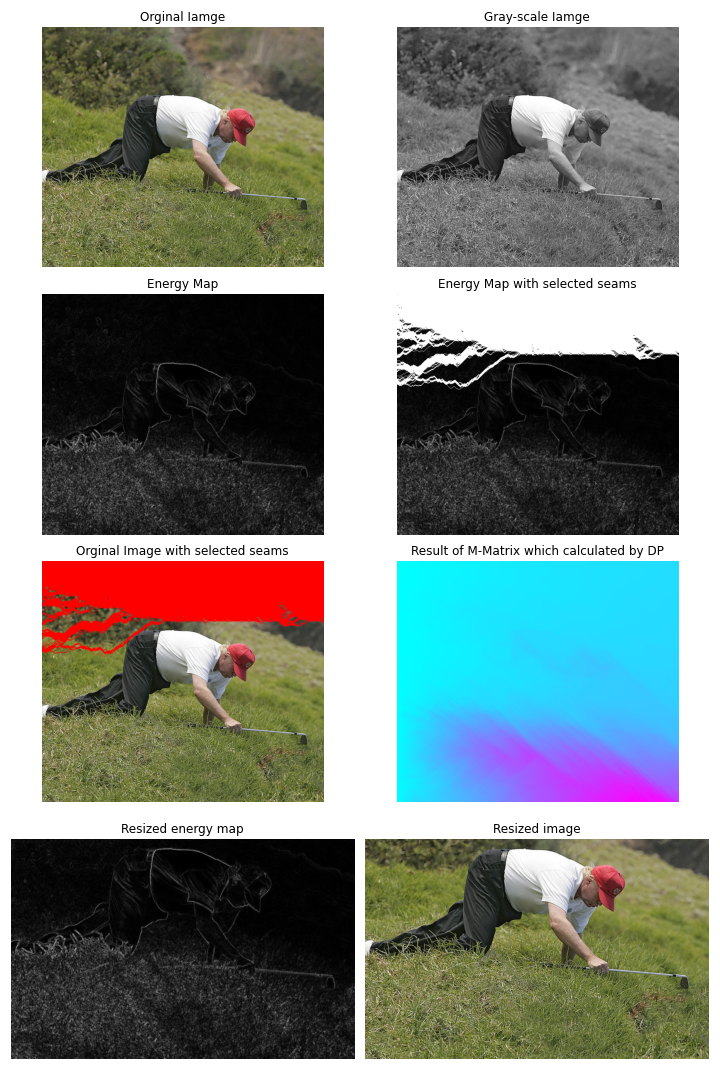 Orginal Iamge
Gray-scale Iamge
Energy Map
Energy Map with selected seams
Orginal Image with selected seams
Result of M-Matrix which calculated by DP
Resized energy map
Resized image